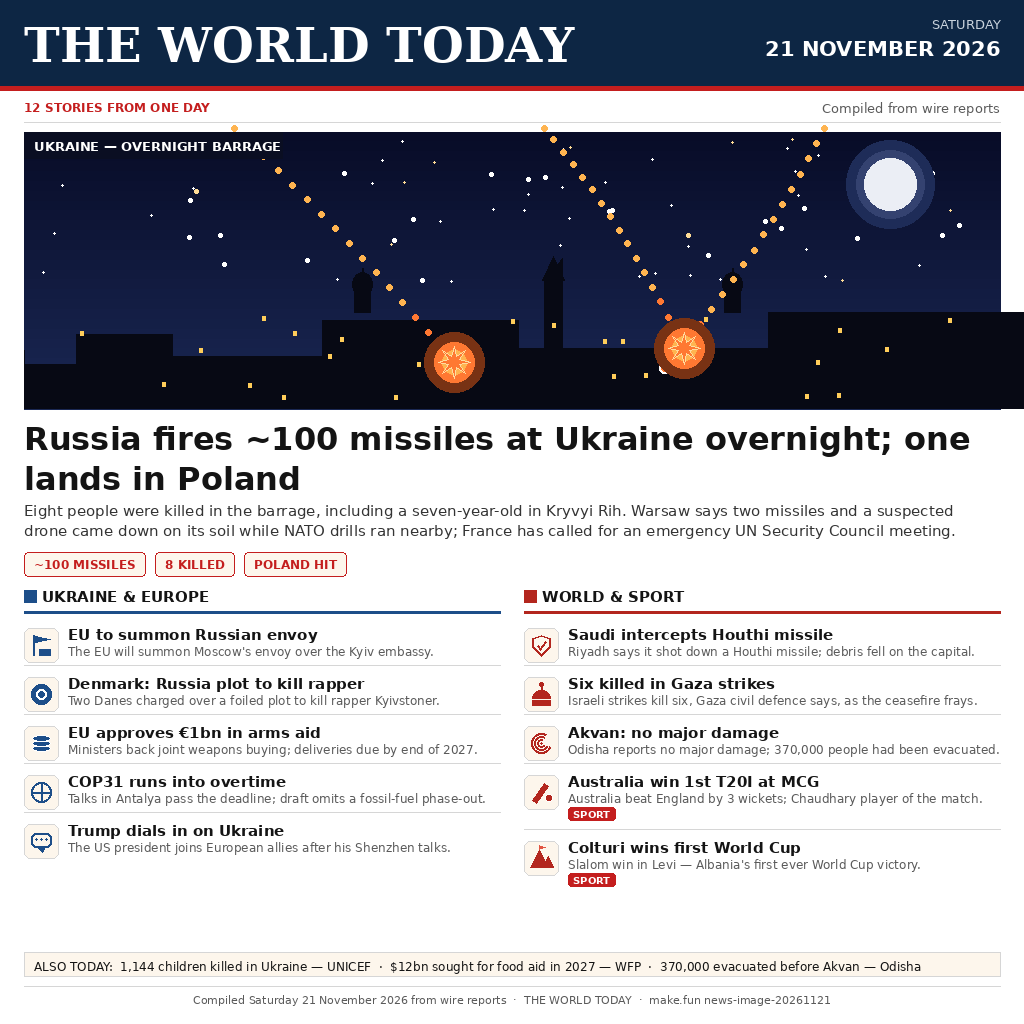 THE WORLD TODAY
SATURDAY
21 NOVEMBER 2026
12 STORIES FROM ONE DAY
Compiled from wire reports
UKRAINE — OVERNIGHT BARRAGE
Russia fires ~100 missiles at Ukraine overnight; one
lands in Poland
Eight people were killed in the barrage, including a seven-year-old in Kryvyi Rih. Warsaw says two missiles and a suspected
drone came down on its soil while NATO drills ran nearby; France has called for an emergency UN Security Council meeting.
~100 MISSILES
8 KILLED
POLAND HIT
UKRAINE & EUROPE
EU to summon Russian envoy
The EU will summon Moscow's envoy over the Kyiv embassy.
Denmark: Russia plot to kill rapper
Two Danes charged over a foiled plot to kill rapper Kyivstoner.
EU approves €1bn in arms aid
Ministers back joint weapons buying; deliveries due by end of 2027.
COP31 runs into overtime
Talks in Antalya pass the deadline; draft omits a fossil-fuel phase-out.
Trump dials in on Ukraine
The US president joins European allies after his Shenzhen talks.
WORLD & SPORT
Saudi intercepts Houthi missile
Riyadh says it shot down a Houthi missile; debris fell on the capital.
Six killed in Gaza strikes
Israeli strikes kill six, Gaza civil defence says, as the ceasefire frays.
Akvan: no major damage
Odisha reports no major damage; 370,000 people had been evacuated.
Australia win 1st T20I at MCG
Australia beat England by 3 wickets; Chaudhary player of the match.
SPORT
Colturi wins first World Cup
Slalom win in Levi — Albania's first ever World Cup victory.
SPORT
ALSO TODAY: 1,144 children killed in Ukraine — UNICEF · $12bn sought for food aid in 2027 — WFP · 370,000 evacuated before Akvan — Odisha
Compiled Saturday 21 November 2026 from wire reports · THE WORLD TODAY · make.fun news-image-20261121